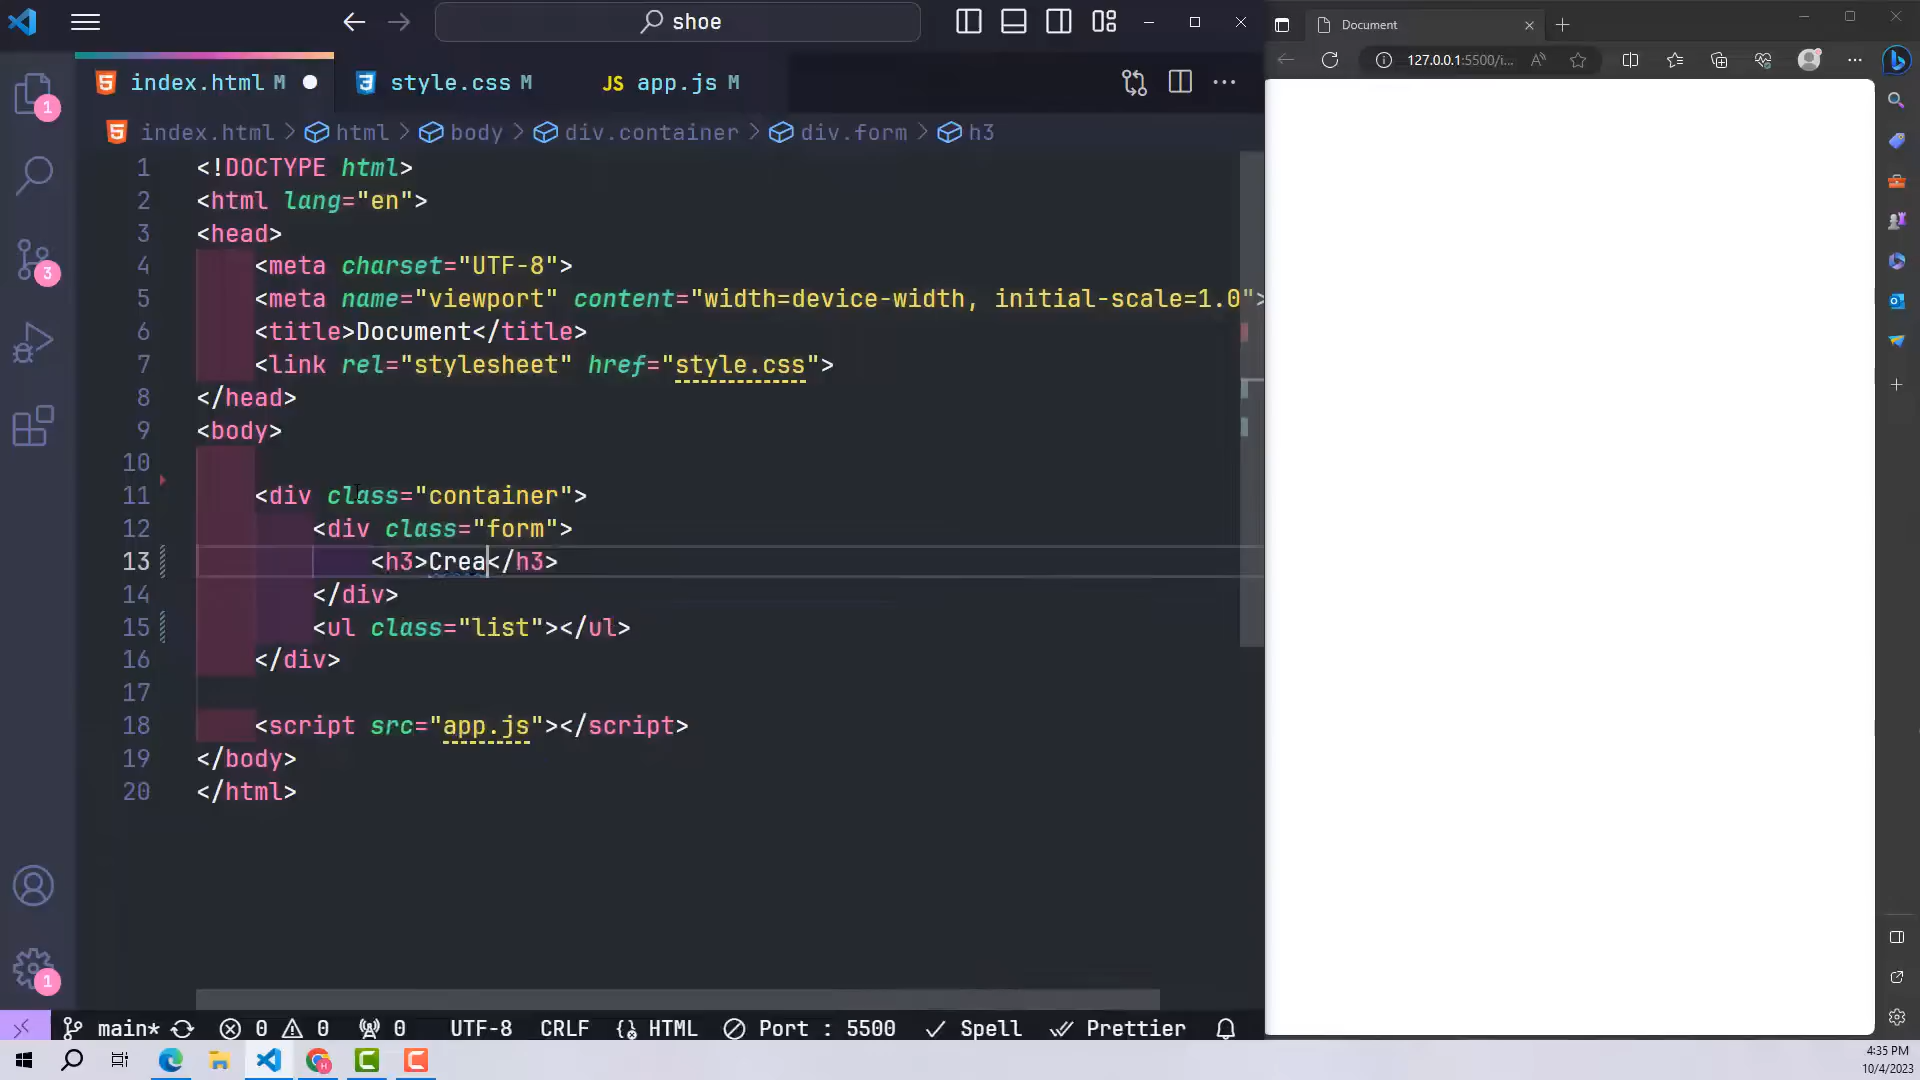 shoe
index.html M
style.css M
JS app.js M
index.html > html > body > div.container > div.form > h3
1 <!DOCTYPE html>
2 <html lang="en">
3 <head>
4 <meta charset="UTF-8">
5 <meta name="viewport" content="width=device-width, initial-scale=1.0">
6 <title>Document</title>
7 <link rel="stylesheet" href="style.css">
8 </head>
9 <body>
10
11 <div class="container">
12 <div class="form">
13 <h3>Crea</h3>
14 </div>
15 <ul class="list"></ul>
16 </div>
17
18 <script src="app.js"></script>
19 </body>
20 </html>
1
3
1
main* 0 0 0 UTF-8 CRLF HTML Port : 5500 Spell Prettier
Document
127.0.0.1:5500/i...
4:35 PM
10/4/2023